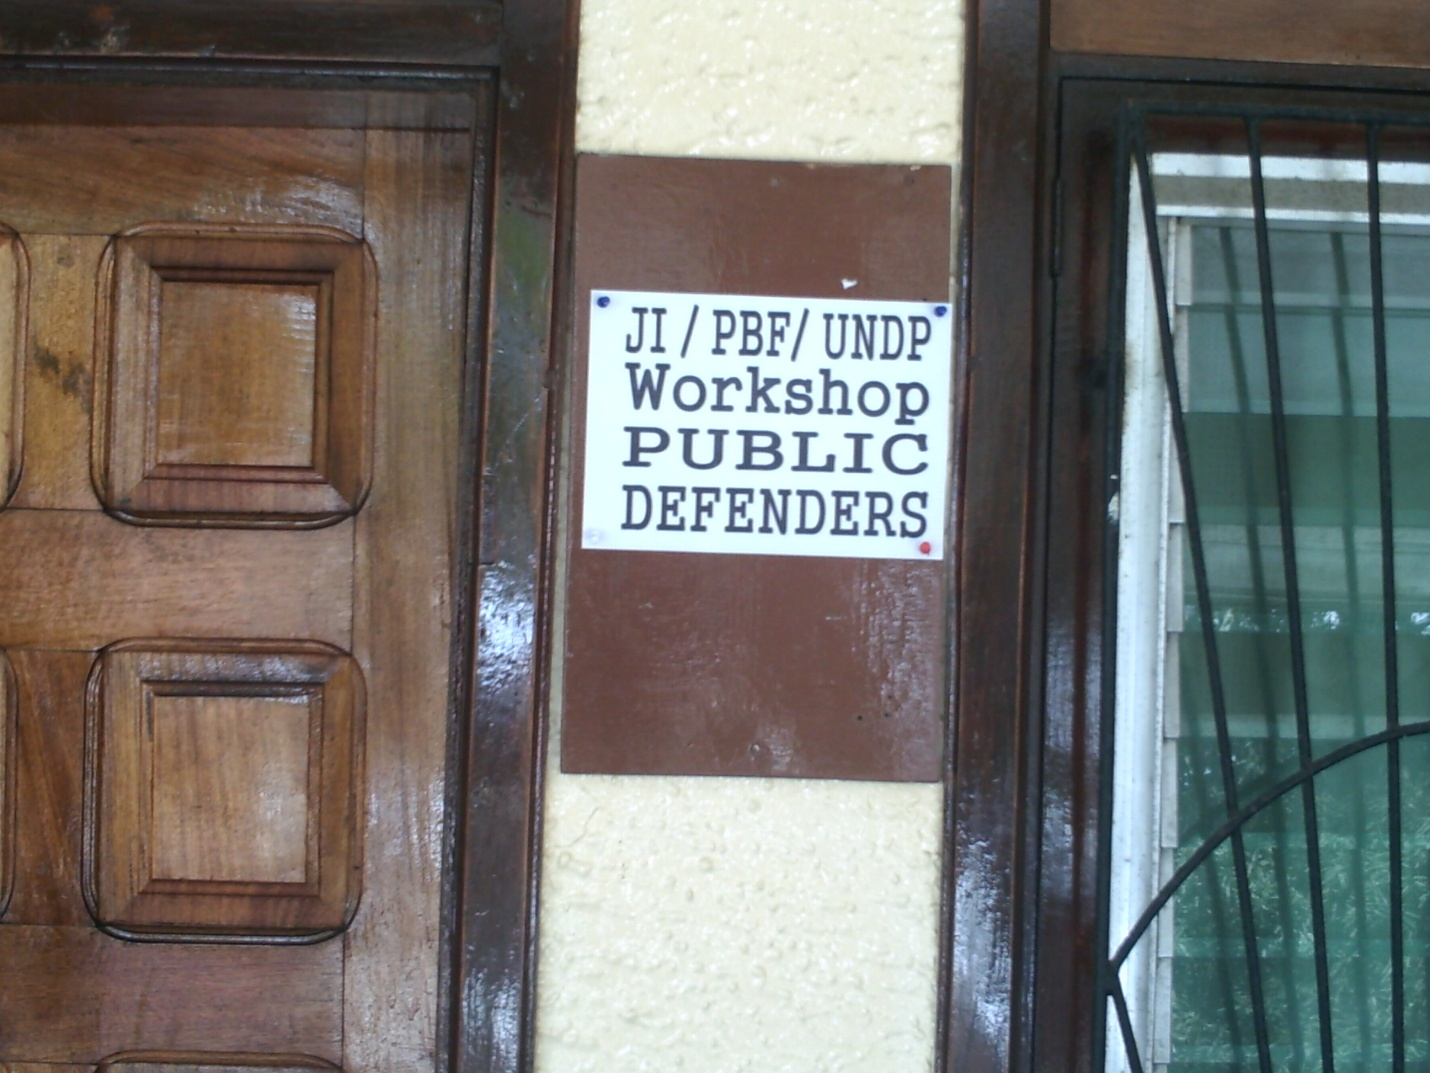 JI / PBF/ UNDP
Workshop
PUBLIC
DEFENDERS